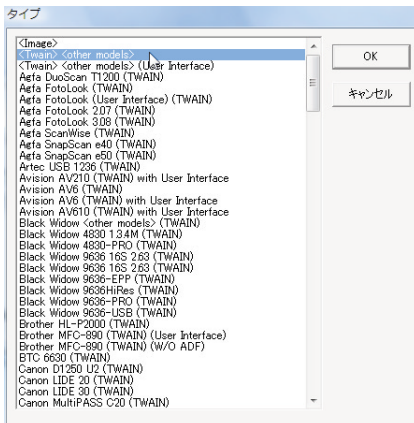 タイプ
<Image>
<Twain> <other models>
<Twain> <other models> (User Interface)
Agfa DuoScan T1200 (TWAIN)
Agfa FotoLook (TWAIN)
Agfa FotoLook (User Interface) (TWAIN)
Agfa FotoLook 2.07 (TWAIN)
Agfa FotoLook 3.08 (TWAIN)
Agfa ScanWise (TWAIN)
Agfa SnapScan e40 (TWAIN)
Agfa SnapScan e50 (TWAIN)
Artec USB 1236 (TWAIN)
Avision AV210 (TWAIN) with User Interface
Avision AV6 (TWAIN)
Avision AV6 (TWAIN) with User Interface
Avision AV610 (TWAIN) with User Interface
Black Widow <other models> (TWAIN)
Black Widow 4830 1.3.4M (TWAIN)
Black Widow 4830-PRO (TWAIN)
Black Widow 9636 16S 2.63 (TWAIN)
Black Widow 9636 16S 2.63 (TWAIN)
Black Widow 9636-EPP (TWAIN)
Black Widow 9636HiRes (TWAIN)
Black Widow 9636-PRO (TWAIN)
Black Widow 9636-USB (TWAIN)
Brother HL-P2000 (TWAIN)
Brother MFC-890 (TWAIN) (User Interface)
Brother MFC-890 (TWAIN) (W/O ADF)
BTC 6630 (TWAIN)
Canon D1250 U2 (TWAIN)
Canon LIDE 20 (TWAIN)
Canon LIDE 30 (TWAIN)
Canon MultiPASS C20 (TWAIN)
OK
キャンセル